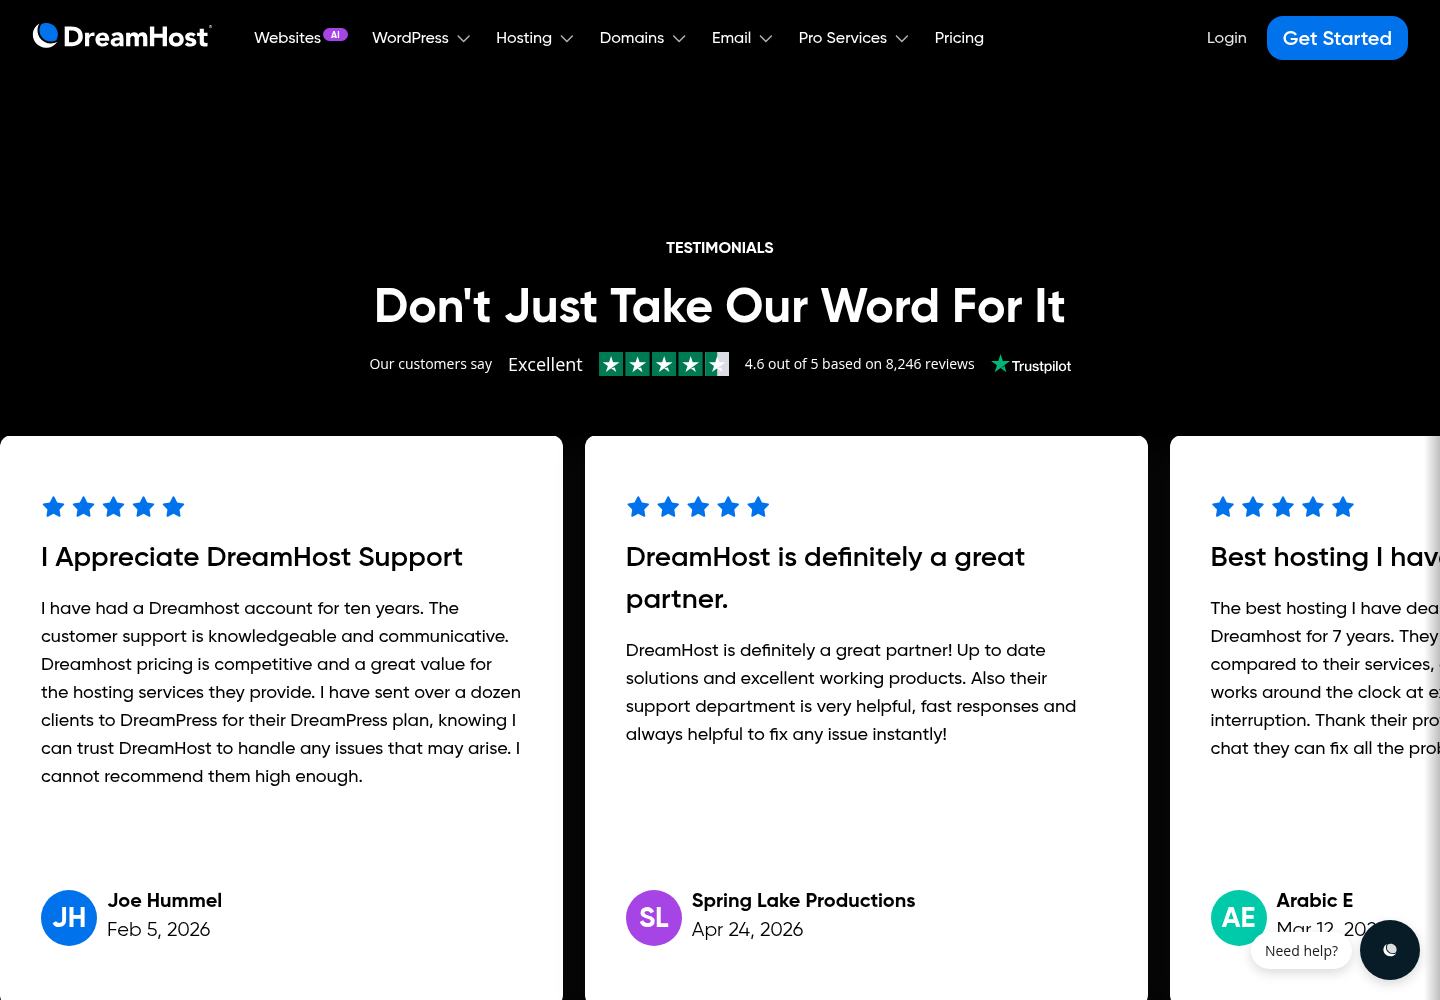 DreamHost
Websites AI WordPress Hosting Domains Email Pro Services Pricing Login Get Started
TESTIMONIALS
Don't Just Take Our Word For It
Our customers say Excellent 4.6 out of 5 based on 8,246 reviews Trustpilot
I Appreciate DreamHost Support
I have had a Dreamhost account for ten years. The
customer support is knowledgeable and communicative.
Dreamhost pricing is competitive and a great value for
the hosting services they provide. I have sent over a dozen
clients to DreamPress for their DreamPress plan, knowing I
can trust DreamHost to handle any issues that may arise. I
cannot recommend them high enough.
JH
Joe Hummel
Feb 5, 2026
DreamHost is definitely a great
partner.
DreamHost is definitely a great partner! Up to date
solutions and excellent working products. Also their
support department is very helpful, fast responses and
always helpful to fix any issue instantly!
SL
Spring Lake Productions
Apr 24, 2026
Best hosting I
The best hosting I have
Dreamhost for 7 years. They
compared to their services,
works around the clock at
interruption. Thank their
chat they can fix all the
AE
Arabic E
Mar 12,
Need help?